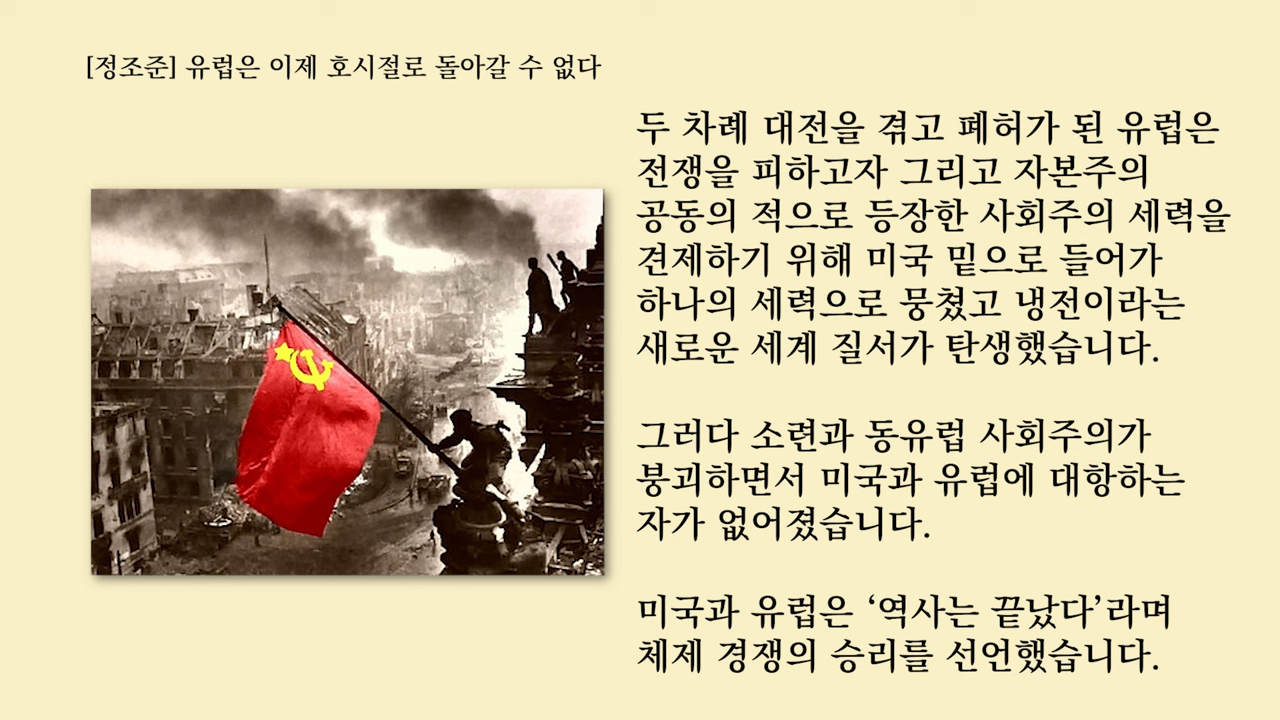 [정조준] 유럽은 이제 호시절로 돌아갈 수 없다
두 차례 대전을 겪고 폐허가 된 유럽은
전쟁을 피하고자 그리고 자본주의
공동의 적으로 등장한 사회주의 세력을
견제하기 위해 미국 밑으로 들어가
하나의 세력으로 뭉쳤고 냉전이라는
새로운 세계 질서가 탄생했습니다.
그러다 소련과 동유럽 사회주의가
붕괴하면서 미국과 유럽에 대항하는
자가 없어졌습니다.
미국과 유럽은 ‘역사는 끝났다’라며
체제 경쟁의 승리를 선언했습니다.